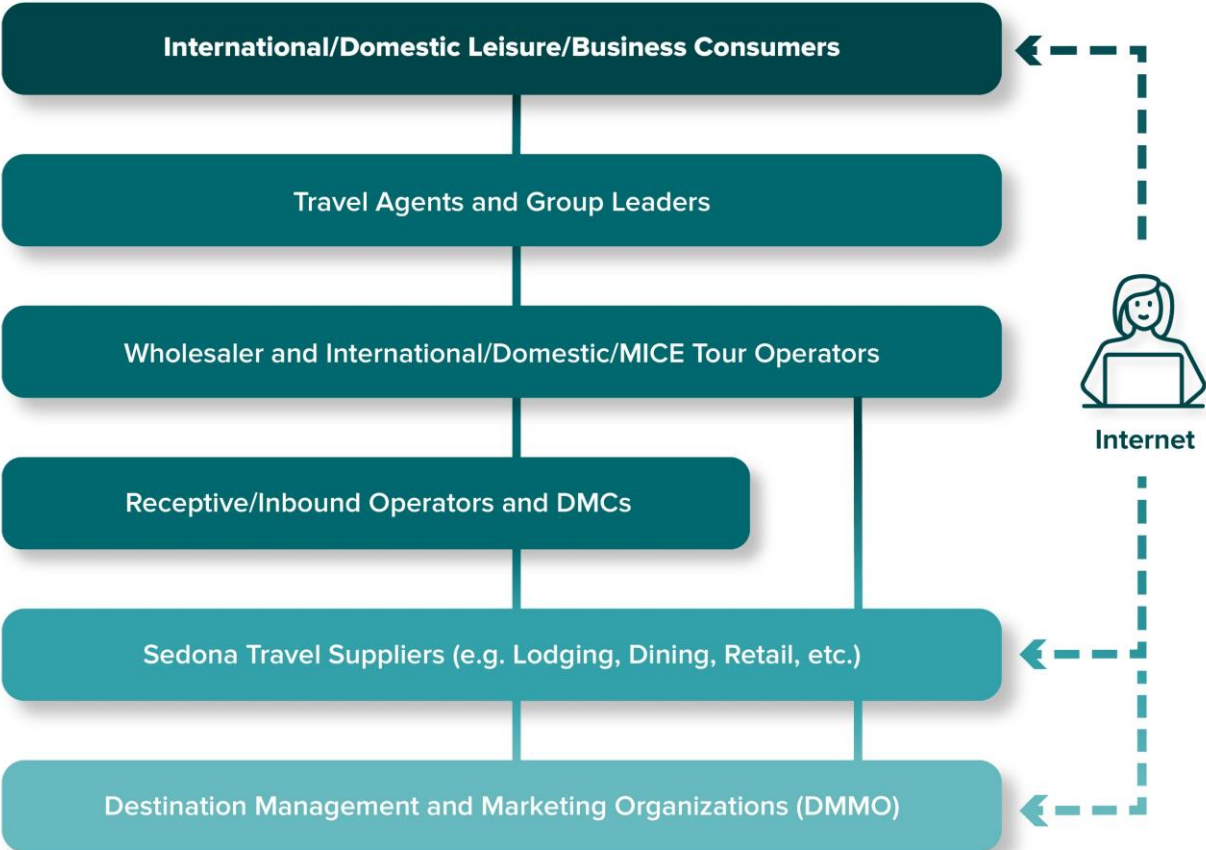 International/Domestic Leisure/Business Consumers
Travel Agents and Group Leaders
Wholesaler and International/Domestic/MICE Tour Operators
Internet
Receptive/Inbound Operators and DMCs
Sedona Travel Suppliers (e.g. Lodging, Dining, Retail, etc.)
Destination Management and Marketing Organizations (DMMO)